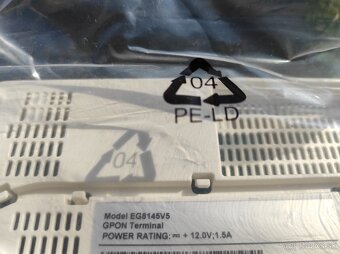 04
PE-LD
04
Model EG8145V5
GPON Terminal
POWER RATING: ⎓ + 12.0V;1.5A